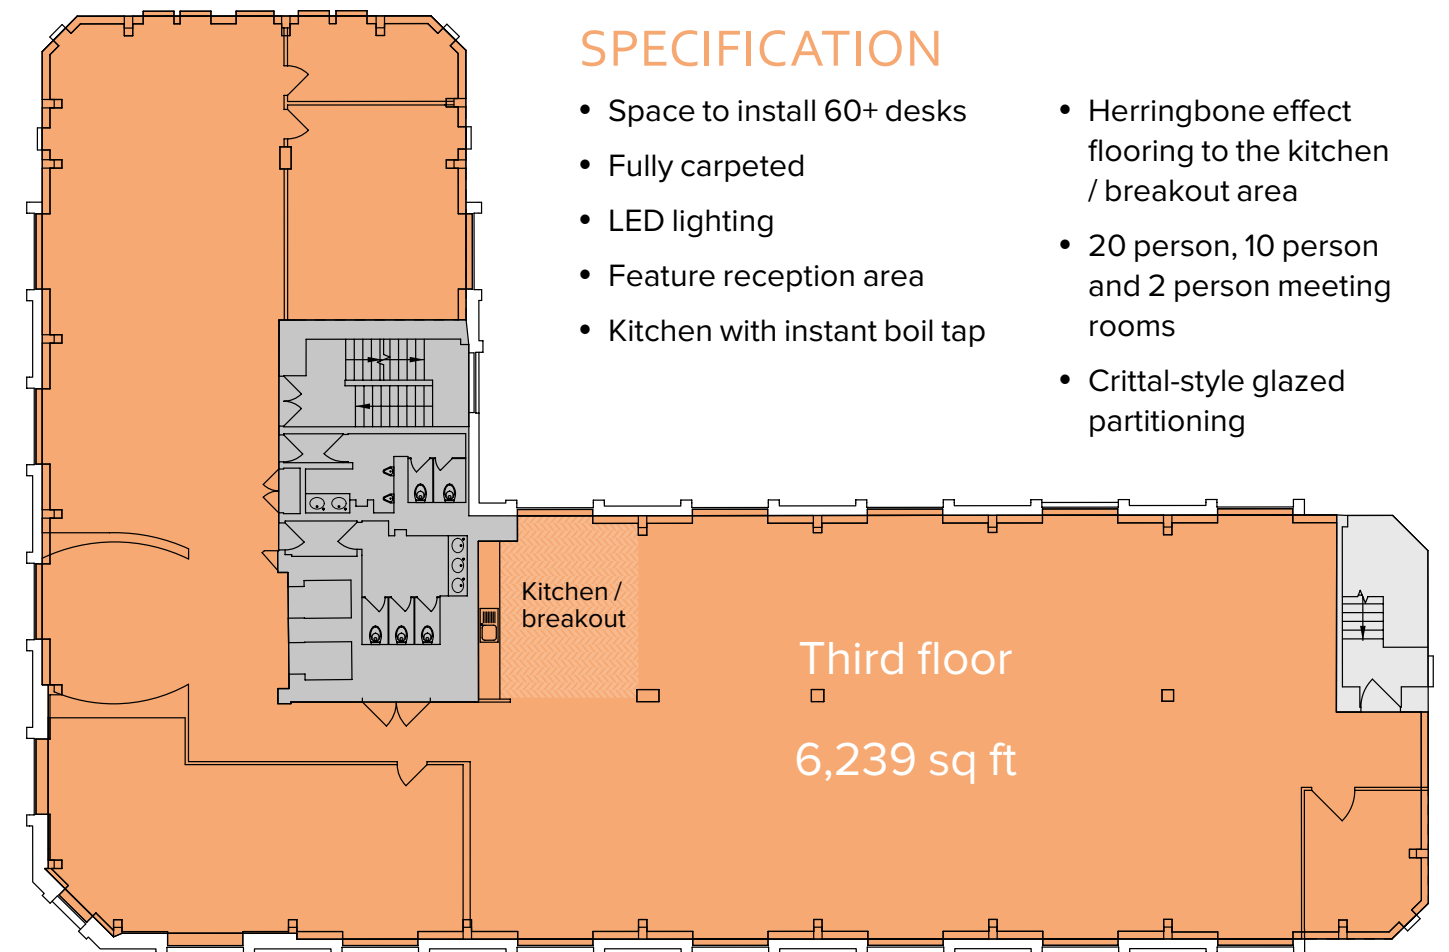 SPECIFICATION
• Space to install 60+ desks
• Fully carpeted
• LED lighting
• Feature reception area
• Kitchen with instant boil tap
• Herringbone effect
flooring to the kitchen
/ breakout area
• 20 person, 10 person
and 2 person meeting
rooms
• Crittal-style glazed
partitioning
Kitchen /
breakout
Third floor
6,239 sq ft